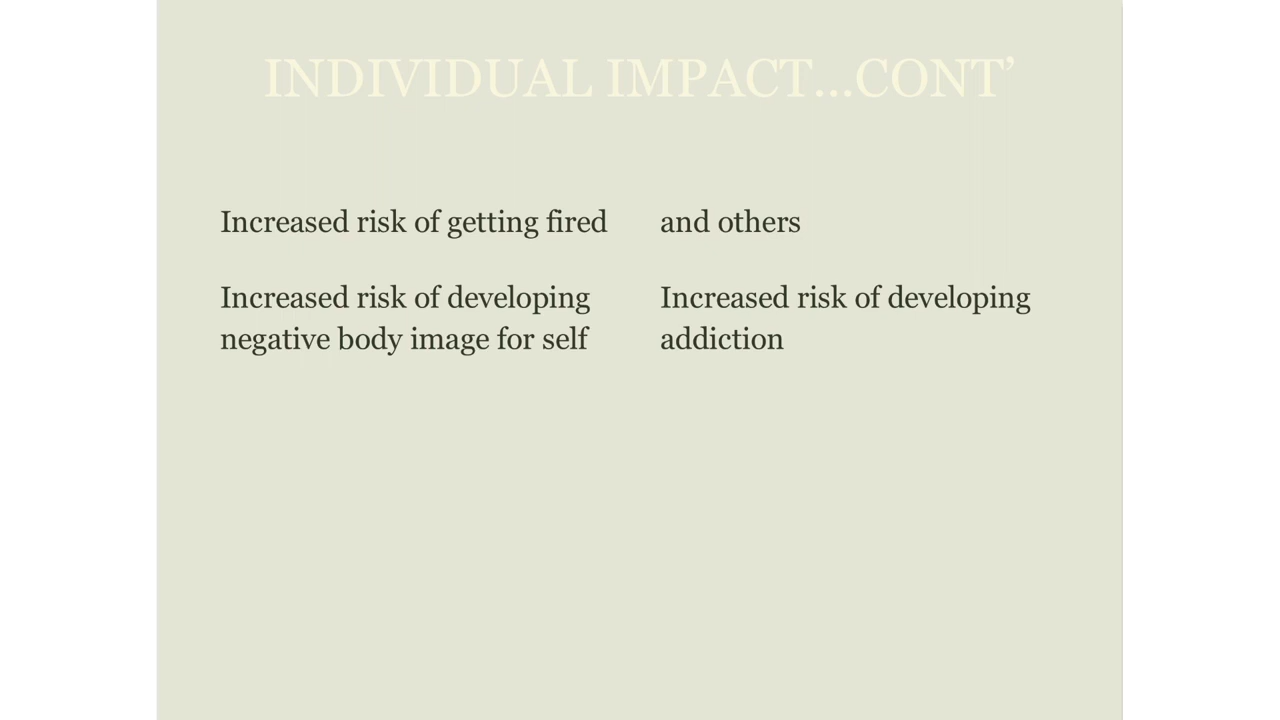 INDIVIDUAL IMPACT...CONT’
Increased risk of getting fired
Increased risk of developing
negative body image for self
and others
Increased risk of developing
addiction